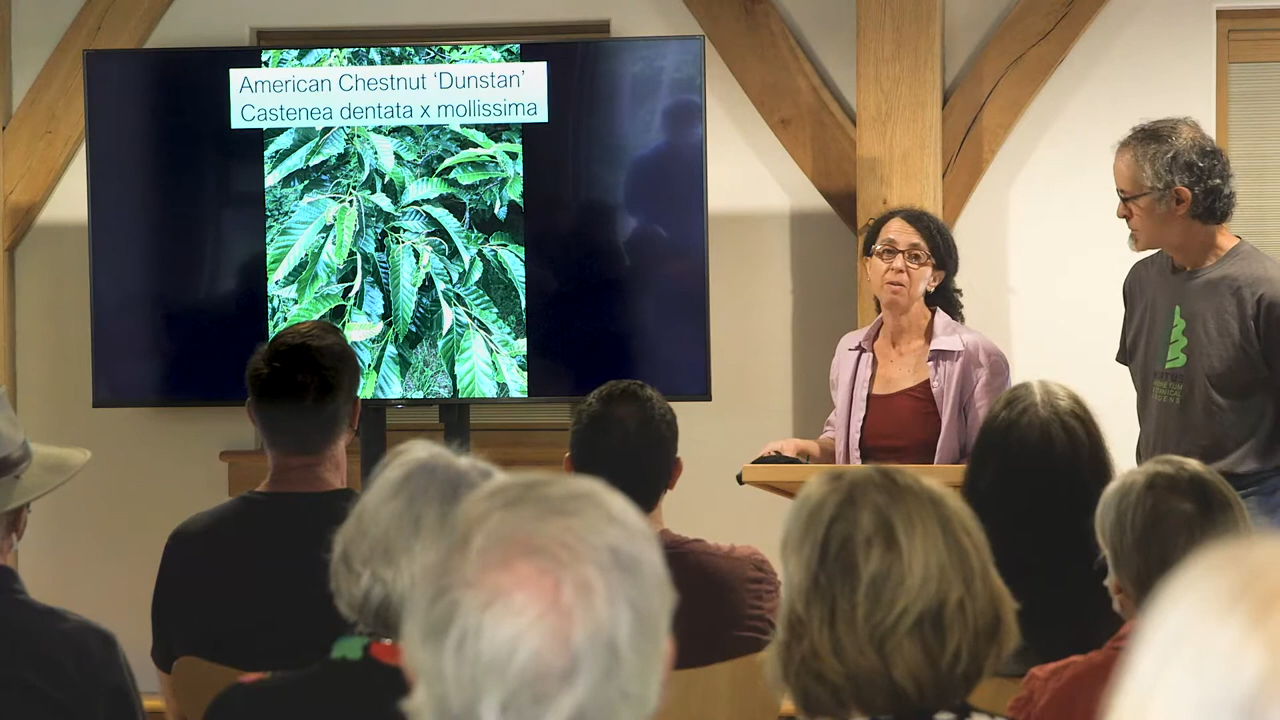 American Chestnut ‘Dunstan’
Castenea dentata x mollissima